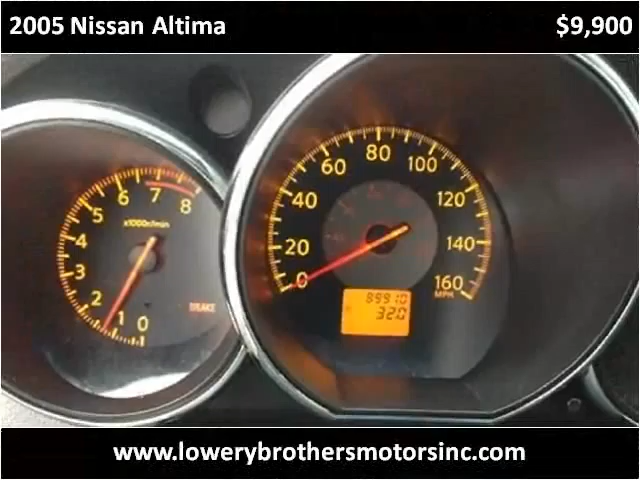 2005 Nissan Altima $9,900
0 1 2 3 4 5 6 7 8
x1000r/min
BRAKE
0 20 40 60 80 100 120 140 160
MPH
89910
320
www.lowerybrothersmotorsinc.com